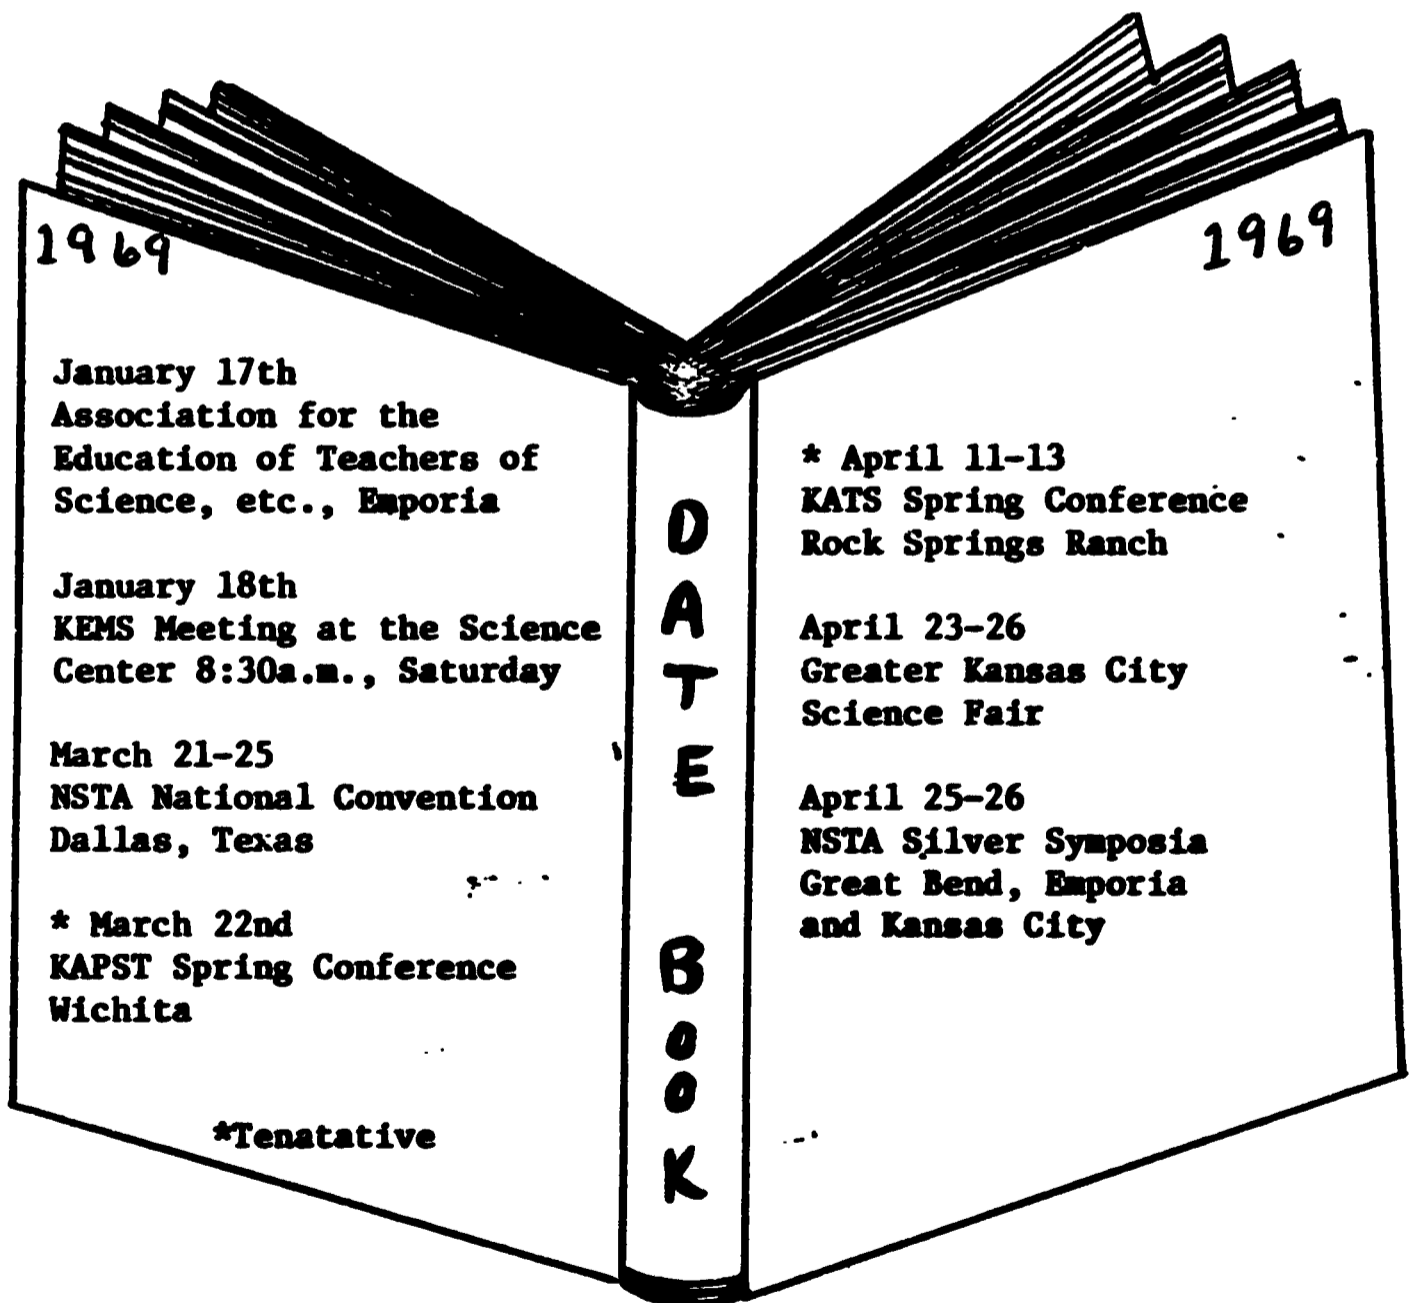 1969
January 17th
Association for the
Education of Teachers of
Science, etc., Emporia
January 18th
KEMS Meeting at the Science
Center 8:30a.m., Saturday
March 21-25
NSTA National Convention
Dallas, Texas
* March 22nd
KAPST Spring Conference
Wichita
*Tenatative
DATE BOOK
1969
* April 11-13
KATS Spring Conference
Rock Springs Ranch
April 23-26
Greater Kansas City
Science Fair
April 25-26
NSTA Silver Symposia
Great Bend, Emporia
and Kansas City